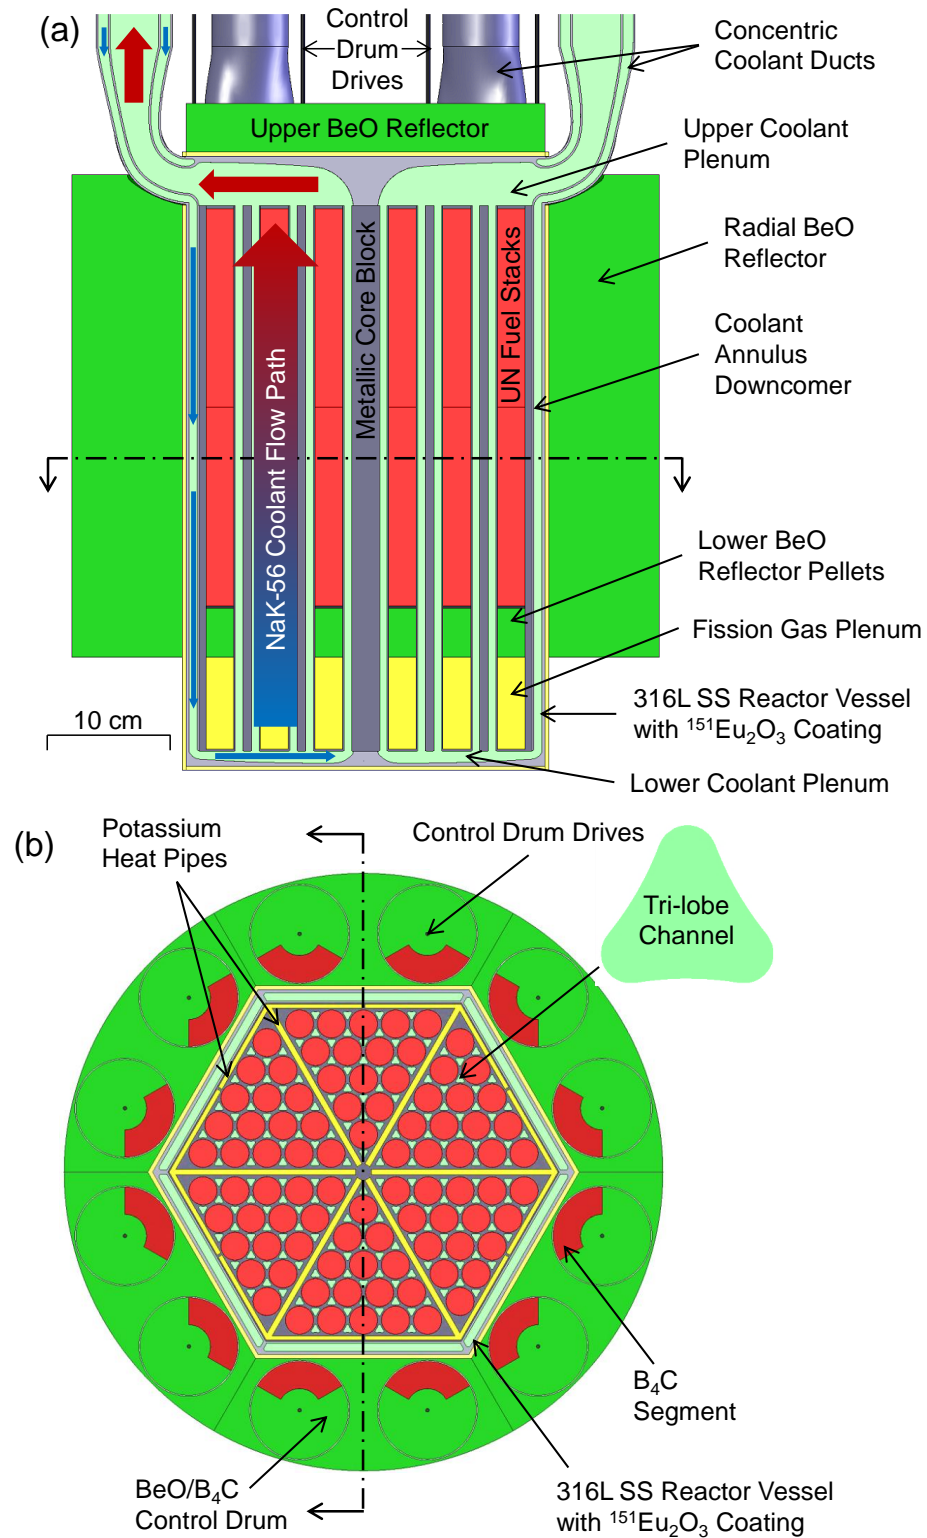 (a)
Control
Drum
Drives
Concentric
Coolant Ducts
Upper BeO Reflector
Upper Coolant
Plenum
Radial BeO
Reflector
Metallic Core Block
UN Fuel Stacks
NaK-56 Coolant Flow Path
Coolant
Annulus
Downcomer
Lower BeO
Reflector Pellets
Fission Gas Plenum
316L SS Reactor Vessel
with ¹⁵¹Eu₂O₃ Coating
10 cm
Lower Coolant Plenum
(b)
Potassium
Heat Pipes
Control Drum Drives
Tri-lobe
Channel
B₄C
Segment
BeO/B₄C
Control Drum
316L SS Reactor Vessel
with ¹⁵¹Eu₂O₃ Coating